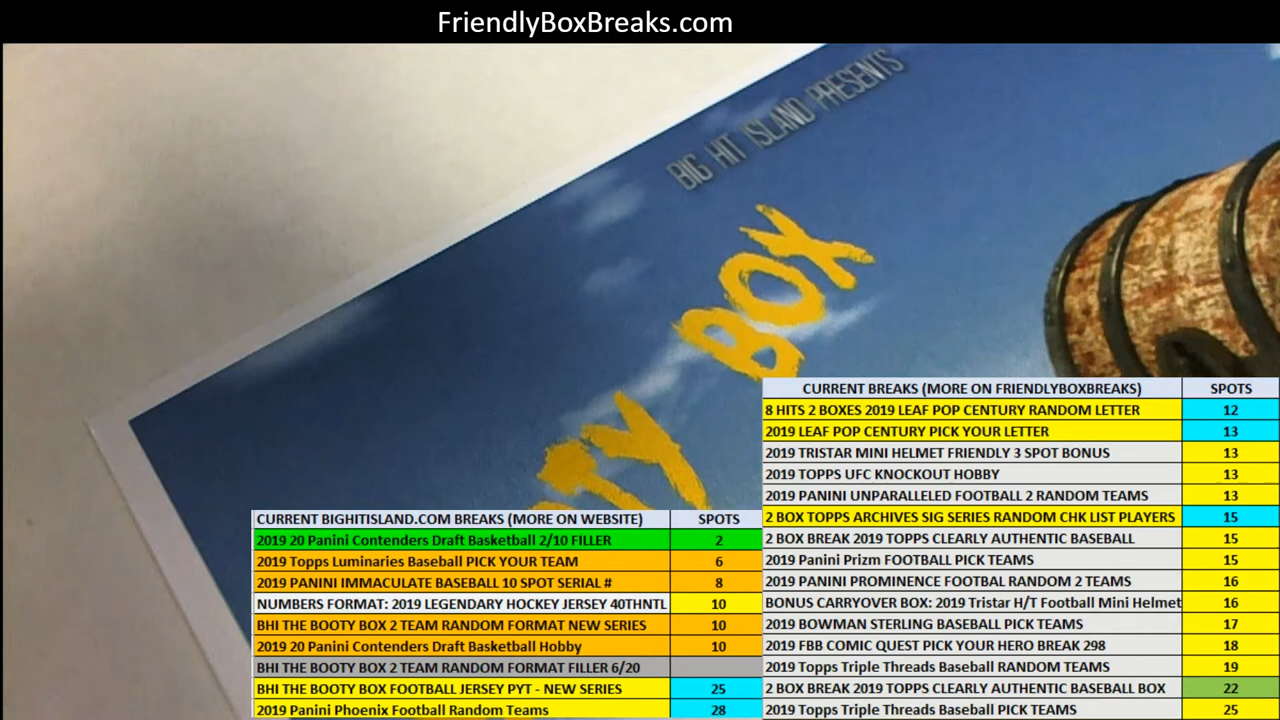 FriendlyBoxBreaks.com
BIG HIT ISLAND PRESENTS
BOX
TY
CURRENT BREAKS (MORE ON FRIENDLYBOXBREAKS) SPOTS
8 HITS 2 BOXES 2019 LEAF POP CENTURY RANDOM LETTER 12
2019 LEAF POP CENTURY PICK YOUR LETTER 13
2019 TRISTAR MINI HELMET FRIENDLY 3 SPOT BONUS 13
2019 TOPPS UFC KNOCKOUT HOBBY 13
2019 PANINI UNPARALLELED FOOTBALL 2 RANDOM TEAMS 13
2 BOX TOPPS ARCHIVES SIG SERIES RANDOM CHK LIST PLAYERS 15
2 BOX BREAK 2019 TOPPS CLEARLY AUTHENTIC BASEBALL 15
2019 Panini Prizm FOOTBALL PICK TEAMS 15
2019 PANINI PROMINENCE FOOTBAL RANDOM 2 TEAMS 16
BONUS CARRYOVER BOX: 2019 Tristar H/T Football Mini Helmet 16
2019 BOWMAN STERLING BASEBALL PICK TEAMS 17
2019 FBB COMIC QUEST PICK YOUR HERO BREAK 298 18
2019 Topps Triple Threads Baseball RANDOM TEAMS 19
2 BOX BREAK 2019 TOPPS CLEARLY AUTHENTIC BASEBALL BOX 22
2019 Topps Triple Threads Baseball PICK TEAMS 25
CURRENT BIGHITISLAND.COM BREAKS (MORE ON WEBSITE) SPOTS
2019 20 Panini Contenders Draft Basketball 2/10 FILLER 2
2019 Topps Luminaries Baseball PICK YOUR TEAM 6
2019 PANINI IMMACULATE BASEBALL 10 SPOT SERIAL # 8
NUMBERS FORMAT: 2019 LEGENDARY HOCKEY JERSEY 40THNTL 10
BHI THE BOOTY BOX 2 TEAM RANDOM FORMAT NEW SERIES 10
2019 20 Panini Contenders Draft Basketball Hobby 10
BHI THE BOOTY BOX 2 TEAM RANDOM FORMAT FILLER 6/20
BHI THE BOOTY BOX FOOTBALL JERSEY PYT - NEW SERIES 25
2019 Panini Phoenix Football Random Teams 28